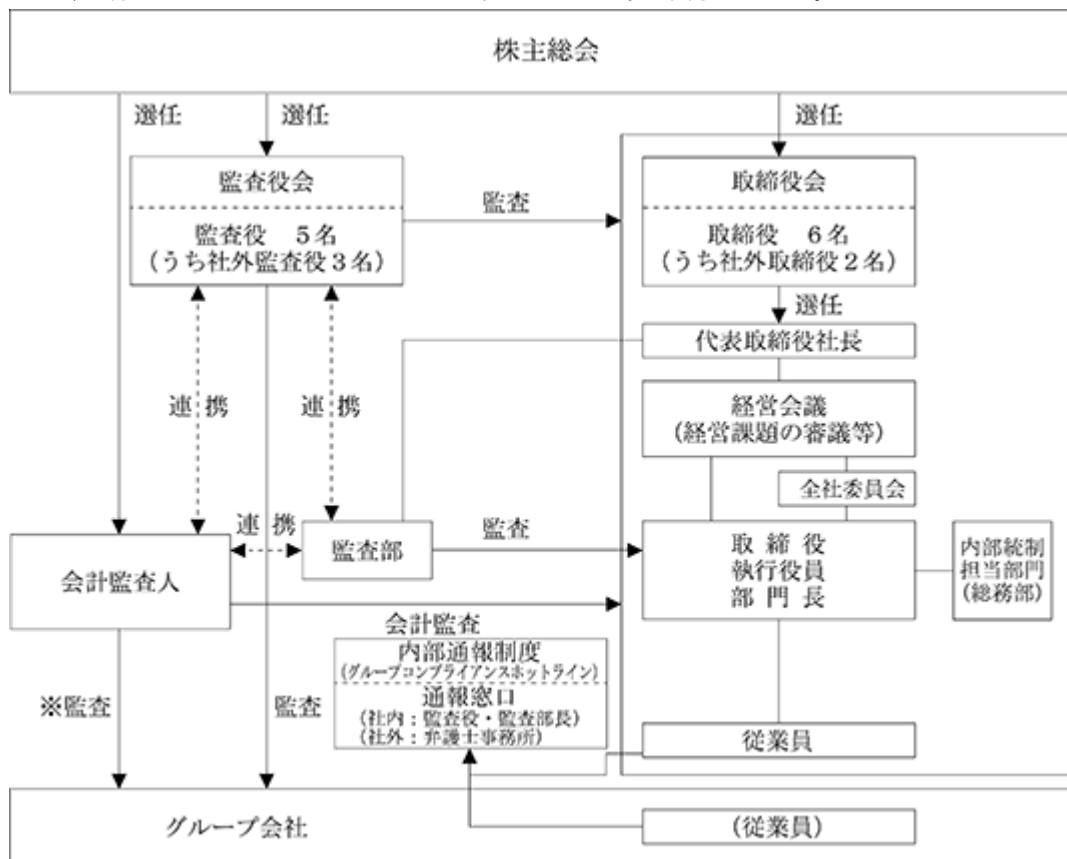 株主総会
選任
選任
選任
監査役会
監査役 5名
(うち社外監査役3名)
監査
取締役会
取締役 6名
(うち社外取締役2名)
選任
代表取締役社長
連携
連携
経営会議
(経営課題の審議等)
全社委員会
連携
監査部
監査
取締役
執行役員
部門長
内部統制
担当部門
(総務部)
会計監査人
会計監査
内部通報制度
(グループコンプライアンスホットライン)
通報窓口
(社内:監査役・監査部長)
(社外:弁護士事務所)
※監査
監査
従業員
グループ会社
(従業員)